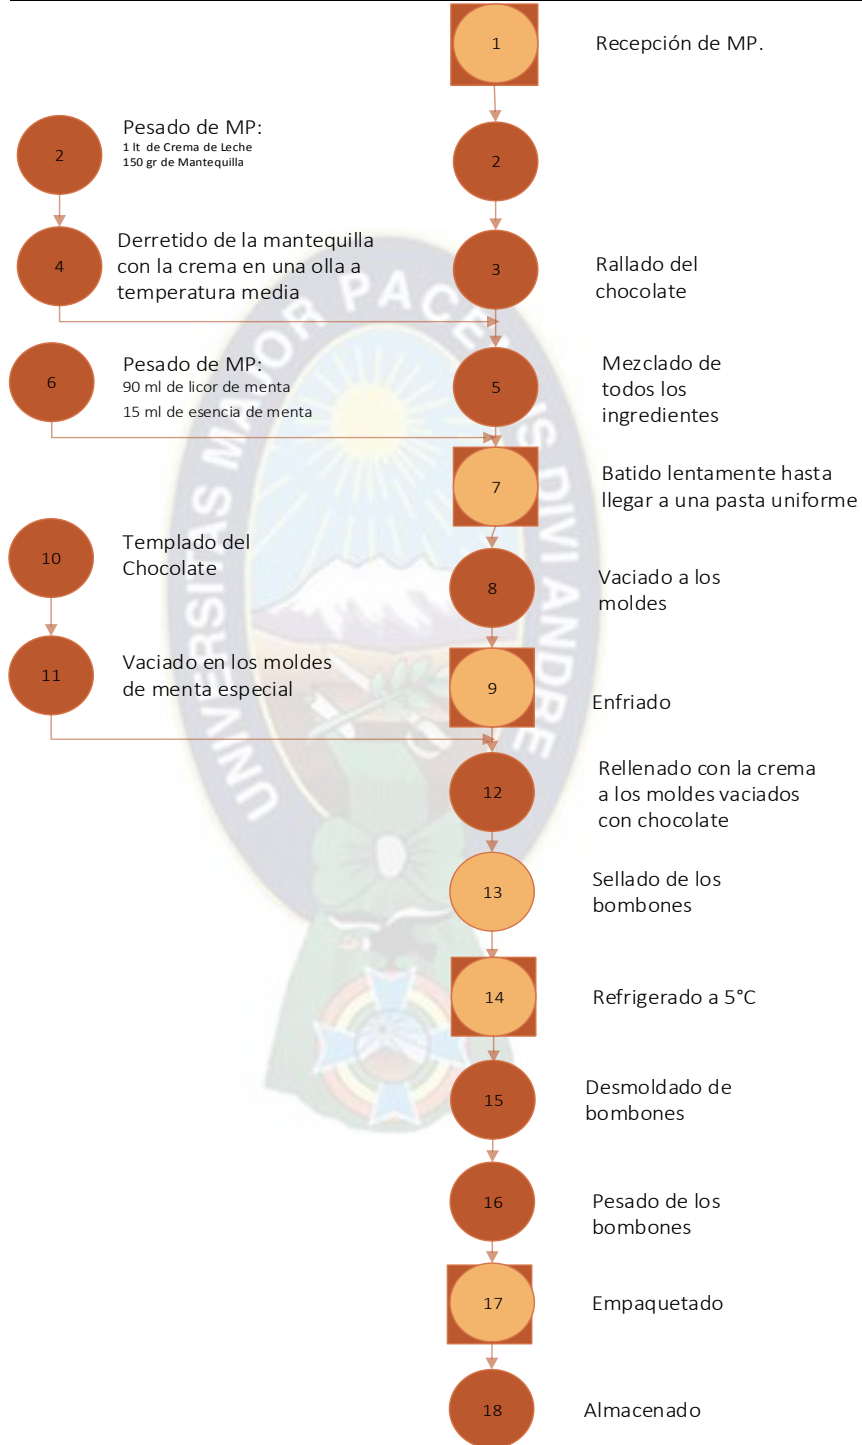 1
Recepción de MP.
2
Pesado de MP:
1 lt de Crema de Leche
150 gr de Mantequilla
2
4
Derretido de la mantequilla
con la crema en una olla a
temperatura media
3
Rallado del
chocolate
6
Pesado de MP:
90 ml de licor de menta
15 ml de esencia de menta
5
Mezclado de
todos los
ingredientes
7
Batido lentamente hasta
llegar a una pasta uniforme
10
Templado del
Chocolate
8
Vaciado a los
moldes
11
Vaciado en los moldes
de menta especial
9
Enfriado
12
Rellenado con la crema
a los moldes vaciados
con chocolate
13
Sellado de los
bombones
14
Refrigerado a 5°C
15
Desmoldado de
bombones
16
Pesado de los
bombones
17
Empaquetado
18
Almacenado
UNIVERSITAS MAJOR PACENSIS DIVI ANDRE